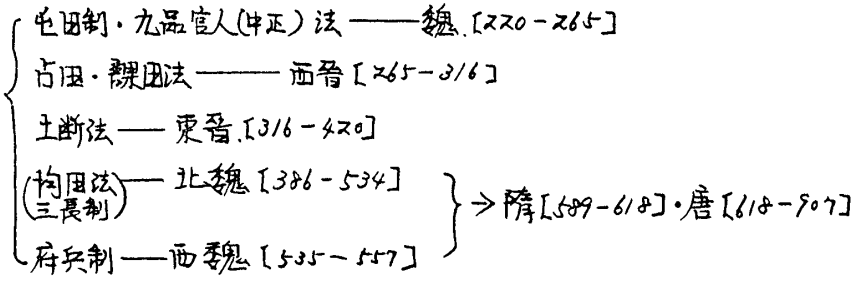 屯田制・九品官人(中正)法 —— 魏.[220-265]
占田・課田法 —— 西晉[265-316]
土断法 —— 東晉.[316-420]
(均田法 —— 北魏[386-534]
三長制) → 隋[589-618]・唐[618-907]
府兵制 —— 西魏[535-557]